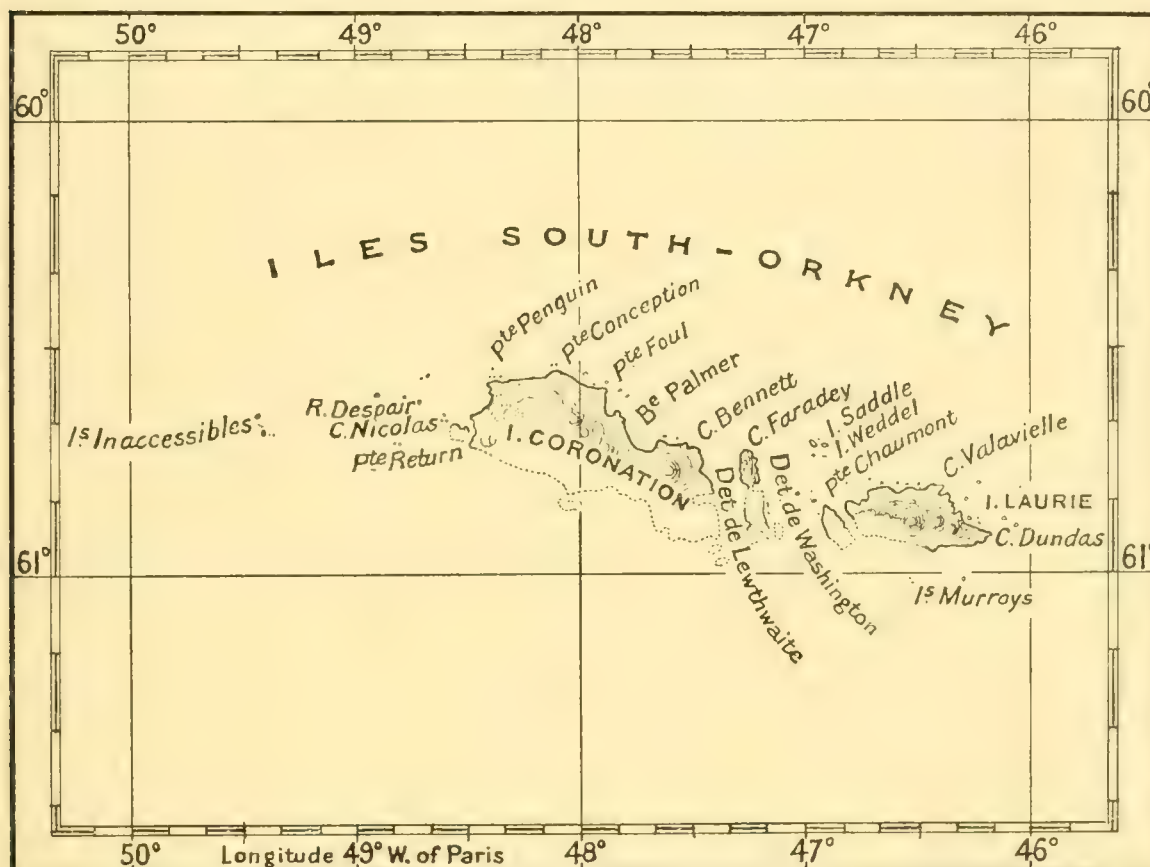 50° 49° 48° 47° 46°
60° 60°
ILES SOUTH-ORKNEY
Pte Penguin
Pte Conception
Pte Foul
Be Palmer
C. Bennett
C. Faradey
I. Saddle
I. Weddel
Pte Chaumont
C. Valavielle
R. Despair
C. Nicolas
Is Inaccessibles
Pte Return
I. CORONATION
Det de Lewthwaite
Det de Washington
I. LAURIE
C. Dundas
61° 61°
Is Murroys
50° Longitude 49° W. of Paris 48° 47° 46°